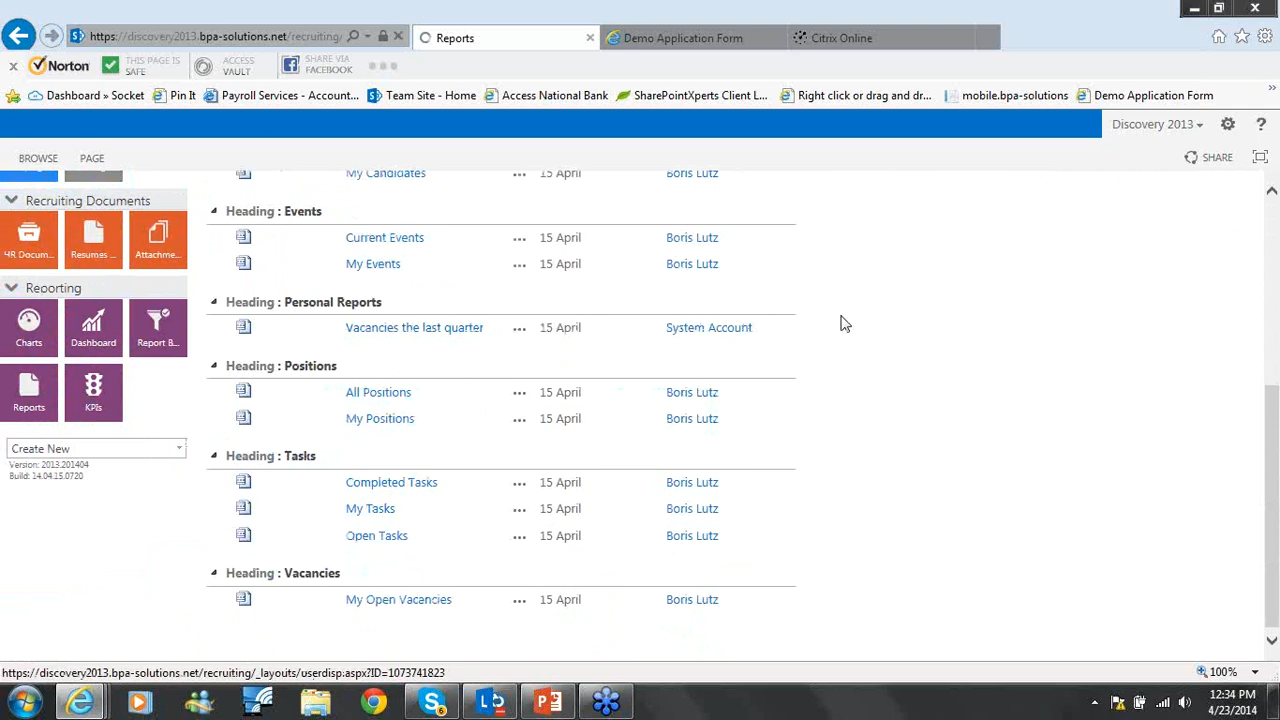 https://discovery2013.bpa-solutions.net/recruiting/
Reports
Demo Application Form
Citrix Online
Norton
THIS PAGE IS
SAFE
ACCESS
VAULT
SHARE VIA
FACEBOOK
Dashboard » Socket
Pin It
Payroll Services - Account...
Team Site - Home
Access National Bank
SharePointXperts Client L...
Right click or drag and dr...
mobile.bpa-solutions
Demo Application Form
Discovery 2013
BROWSE
PAGE
SHARE
My Candidates ... 15 April Boris Lutz
Recruiting Documents
4R Docum...
Resumes ...
Attachme...
Heading : Events
Current Events ... 15 April Boris Lutz
My Events ... 15 April Boris Lutz
Reporting
Charts
Dashboard
Report B...
Reports
KPIs
Create New
Version: 2013.201404
Build: 14.04.15.0720
Heading : Personal Reports
Vacancies the last quarter ... 15 April System Account
Heading : Positions
All Positions ... 15 April Boris Lutz
My Positions ... 15 April Boris Lutz
Heading : Tasks
Completed Tasks ... 15 April Boris Lutz
My Tasks ... 15 April Boris Lutz
Open Tasks ... 15 April Boris Lutz
Heading : Vacancies
My Open Vacancies ... 15 April Boris Lutz
https://discovery2013.bpa-solutions.net/recruiting/_layouts/userdisp.aspx?ID=1073741823
100%
6
12:34 PM
4/23/2014